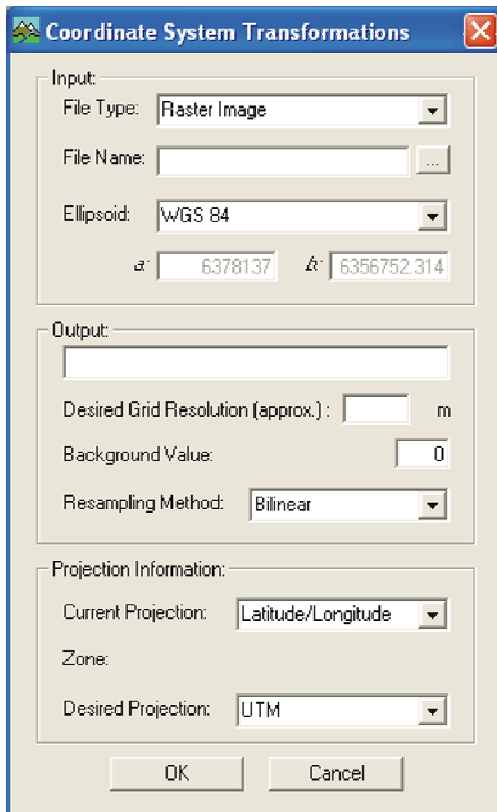 Coordinate System Transformations
Input:
File Type: Raster Image
File Name: ...
Ellipsoid: WGS 84
a: 6378137 b: 6356752.314
Output:
Desired Grid Resolution (approx.) : m
Background Value: 0
Resampling Method: Bilinear
Projection Information:
Current Projection: Latitude/Longitude
Zone:
Desired Projection: UTM
OK Cancel